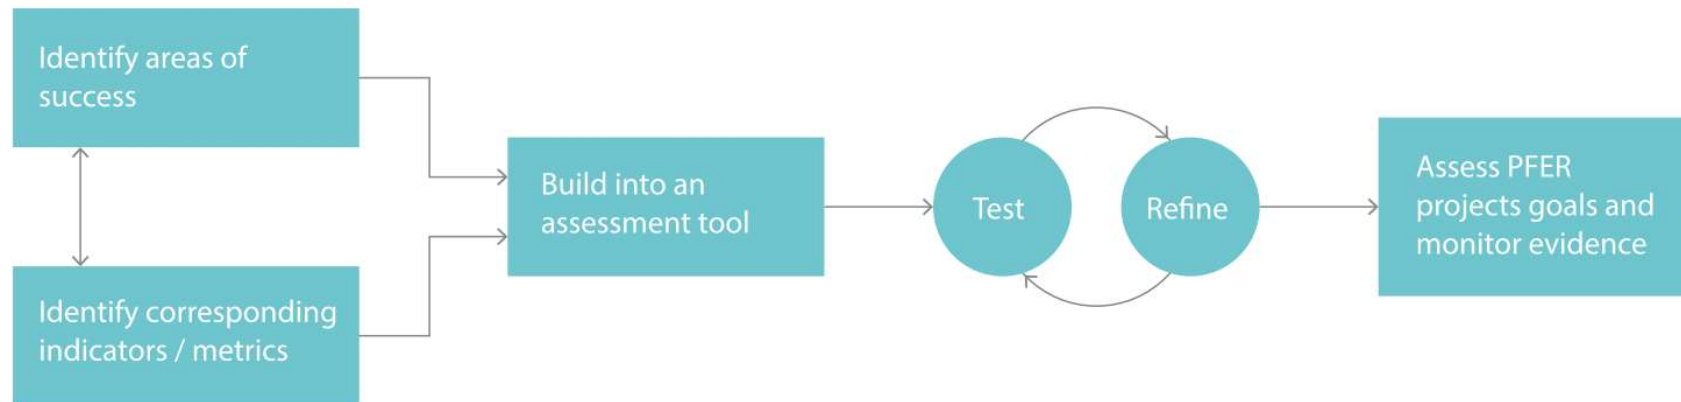 Identify areas of
success
Identify corresponding
indicators / metrics
Build into an
assessment tool
Test
Refine
Assess PFER
projects goals and
monitor evidence